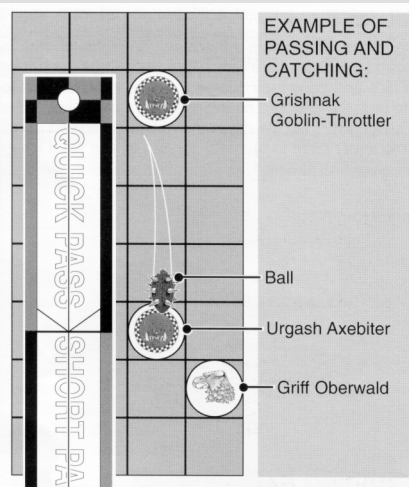 EXAMPLE OF
PASSING AND
CATCHING:
Grishnak
Goblin-Throttler
Ball
Urgash Axebiter
Griff Oberwald
QUICK PASS
SHORT PA